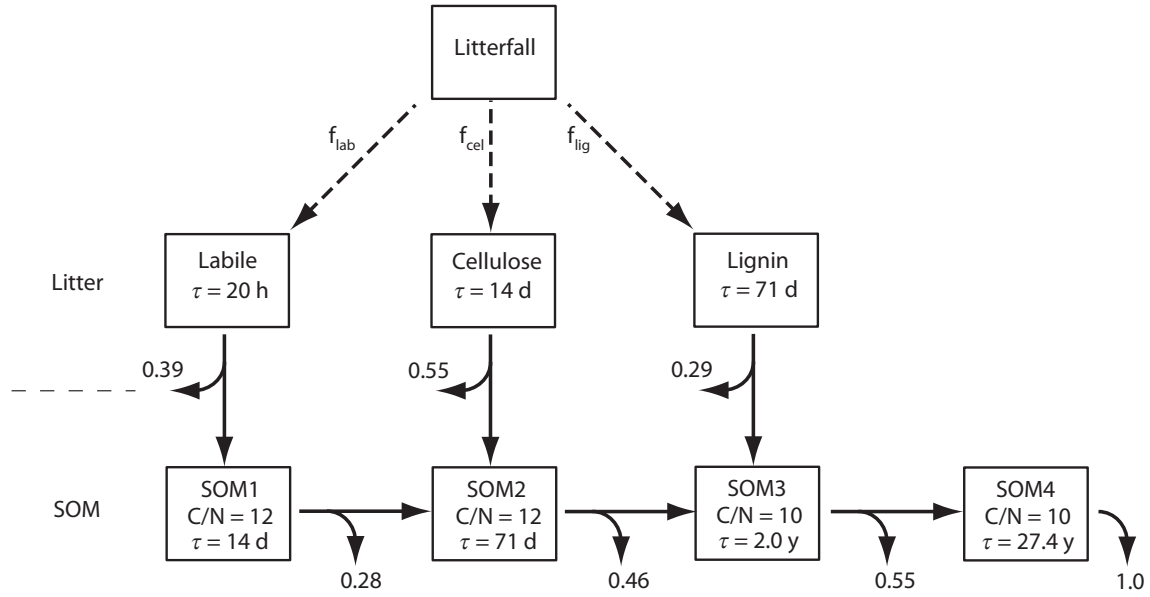 Litterfall
f_lab
f_cel
f_lig
Litter
Labile
τ = 20 h
Cellulose
τ = 14 d
Lignin
τ = 71 d
0.39
0.55
0.29
SOM
SOM1
C/N = 12
τ = 14 d
SOM2
C/N = 12
τ = 71 d
SOM3
C/N = 10
τ = 2.0 y
SOM4
C/N = 10
τ = 27.4 y
0.28
0.46
0.55
1.0